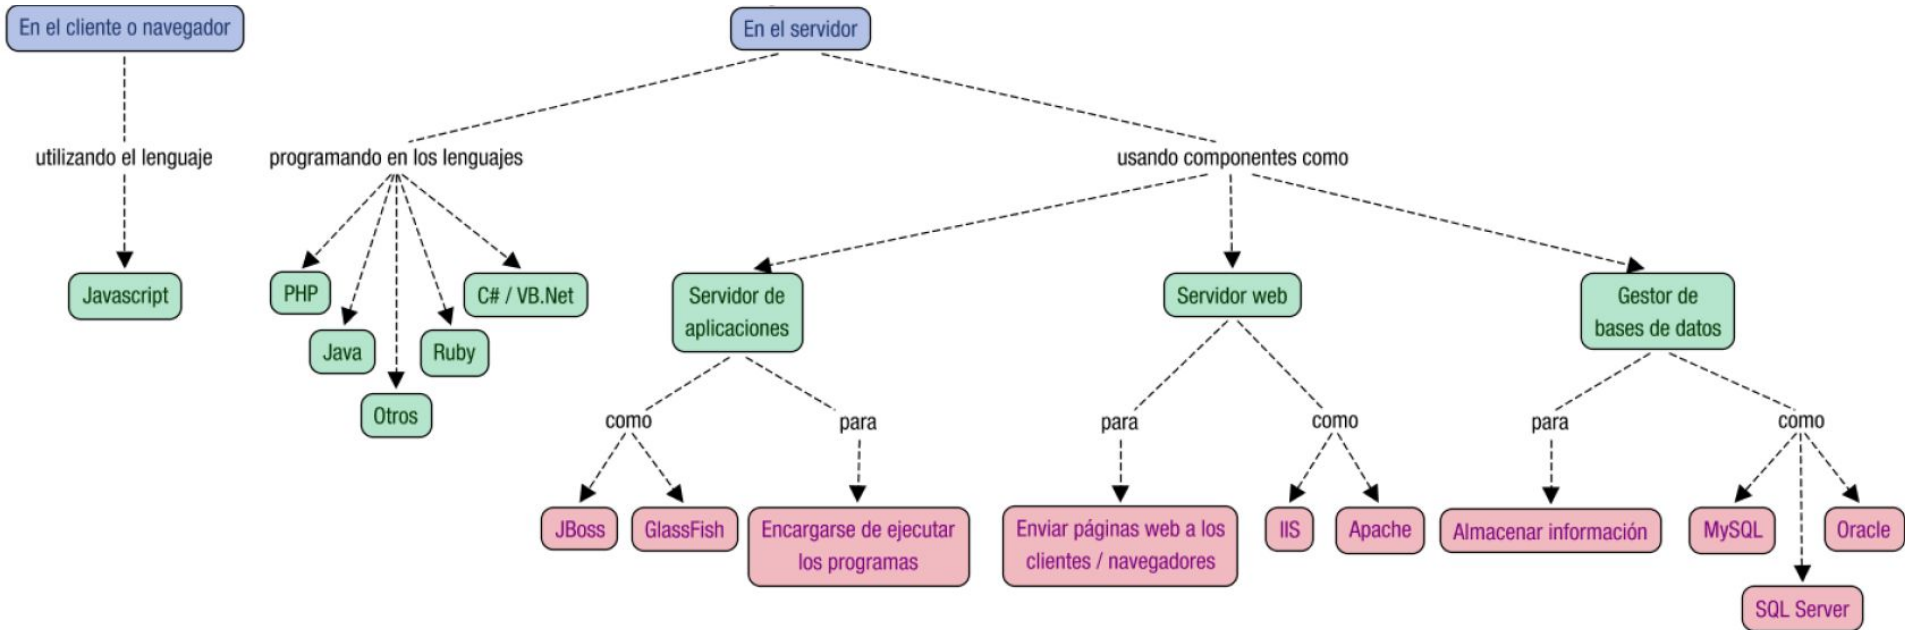 En el cliente o navegador
En el servidor
utilizando el lenguaje
programando en los lenguajes
usando componentes como
Javascript
PHP
C# / VB.Net
Java
Ruby
Otros
Servidor de
aplicaciones
Servidor web
Gestor de
bases de datos
como
para
para
como
para
como
JBoss
GlassFish
Encargarse de ejecutar
los programas
Enviar páginas web a los
clientes / navegadores
IIS
Apache
Almacenar información
MySQL
Oracle
SQL Server